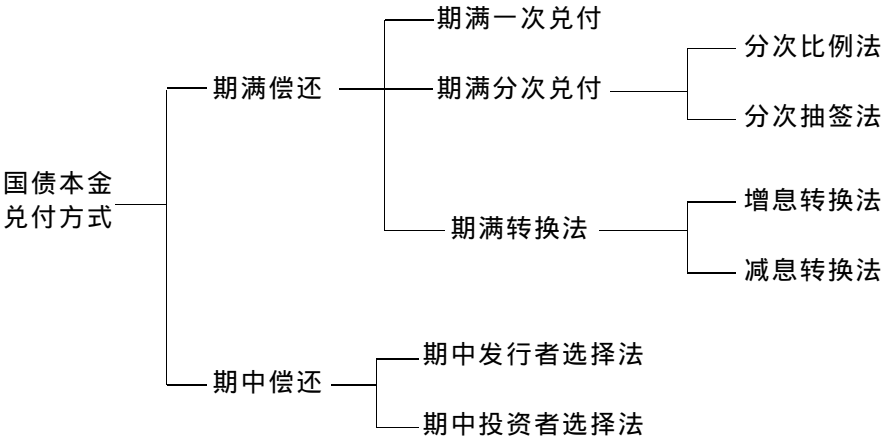 国债本金
兑付方式
期满偿还
期满一次兑付
期满分次兑付
分次比例法
分次抽签法
期满转换法
增息转换法
减息转换法
期中偿还
期中发行者选择法
期中投资者选择法